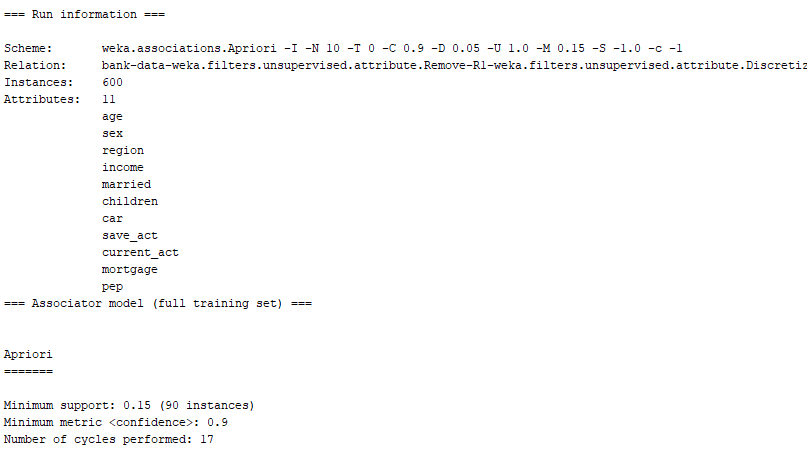 === Run information ===
Scheme: weka.associations.Apriori -I -N 10 -T 0 -C 0.9 -D 0.05 -U 1.0 -M 0.15 -S -1.0 -c -1
Relation: bank-data-weka.filters.unsupervised.attribute.Remove-R1-weka.filters.unsupervised.attribute.Discretiz
Instances: 600
Attributes: 11
age
sex
region
income
married
children
car
save_act
current_act
mortgage
pep
=== Associator model (full training set) ===
Apriori
=======
Minimum support: 0.15 (90 instances)
Minimum metric <confidence>: 0.9
Number of cycles performed: 17